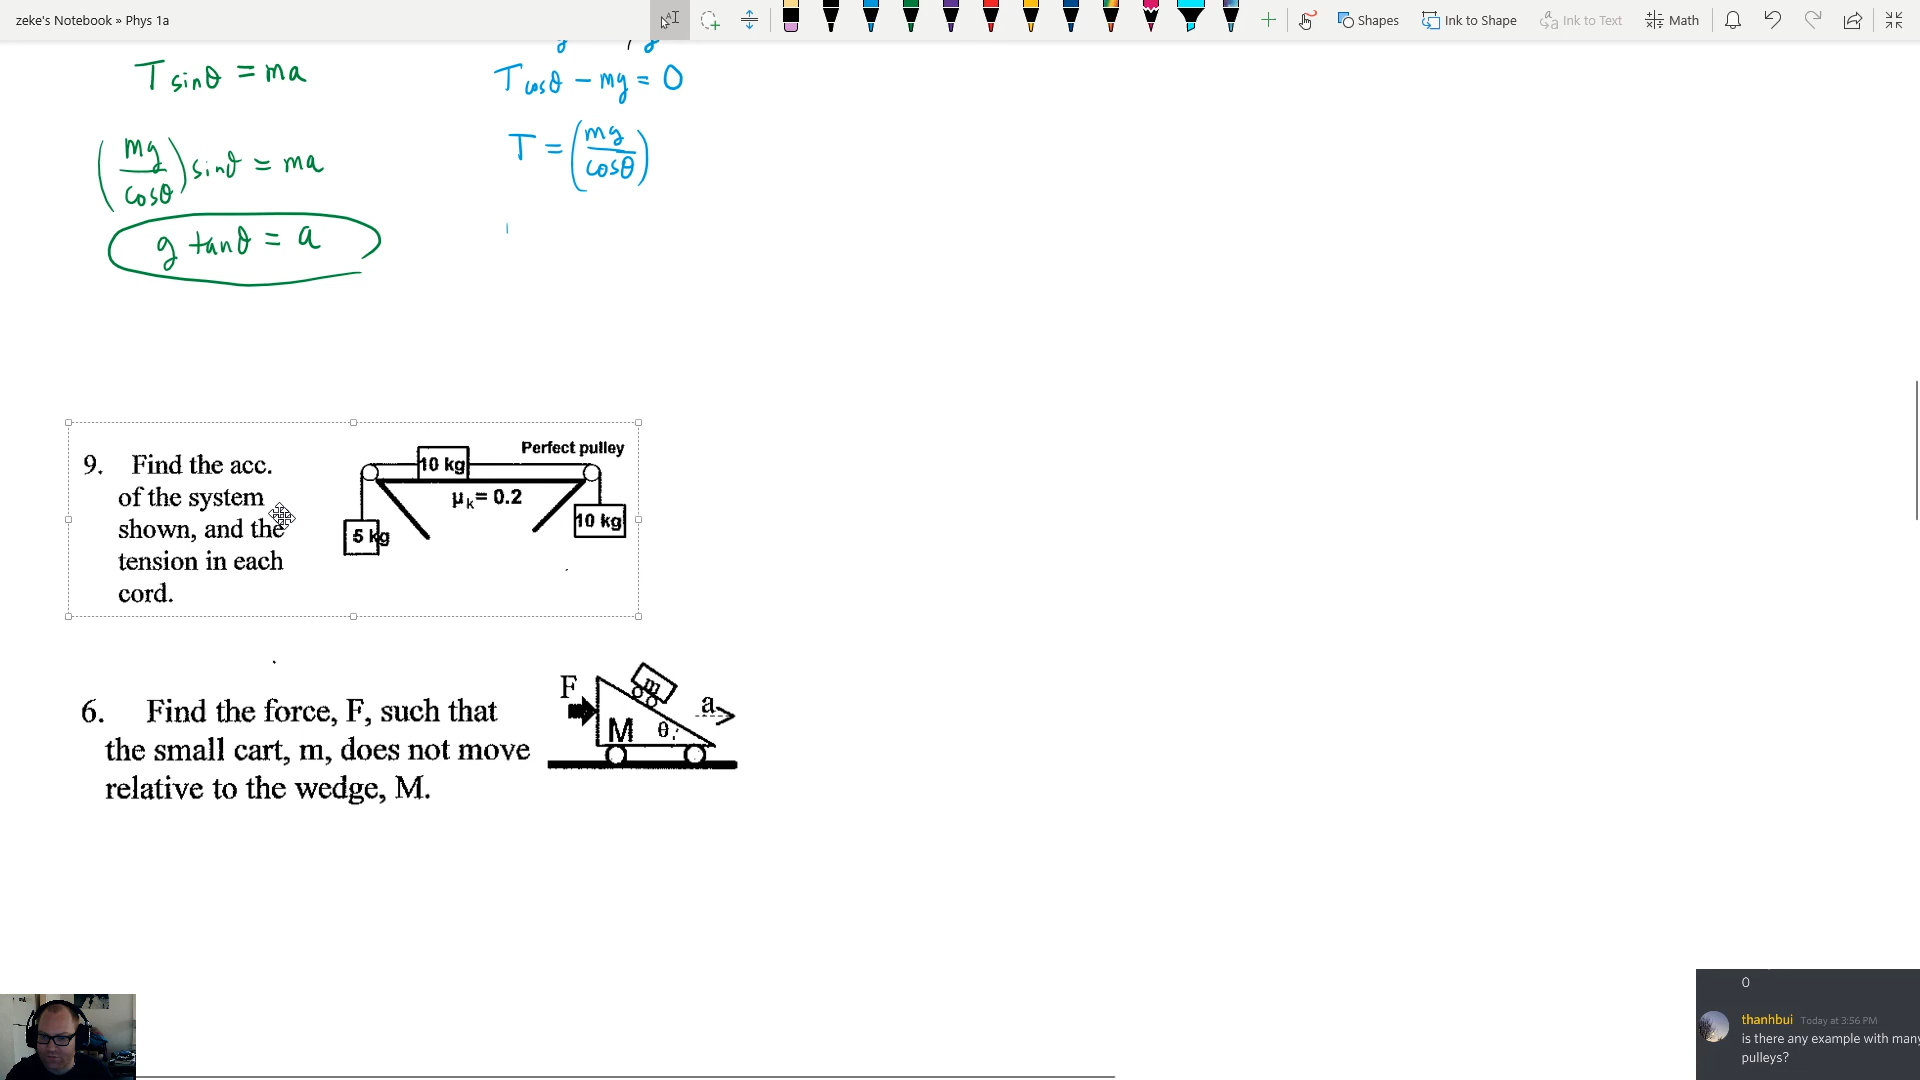 zeke's Notebook » Phys 1a
Shapes
Ink to Shape
Ink to Text
Math
T sinθ = ma
T cosθ - mg = 0
(mg/cosθ) sinθ = ma
T = (mg/cosθ)
g tanθ = a
9. Find the acc.
of the system
shown, and the
tension in each
cord.
Perfect pulley
10 kg
μk= 0.2
10 kg
5 kg
6. Find the force, F, such that
the small cart, m, does not move
relative to the wedge, M.
F
m
a
M
θ
0
thanhbui Today at 3:56 PM
is there any example with many
pulleys?